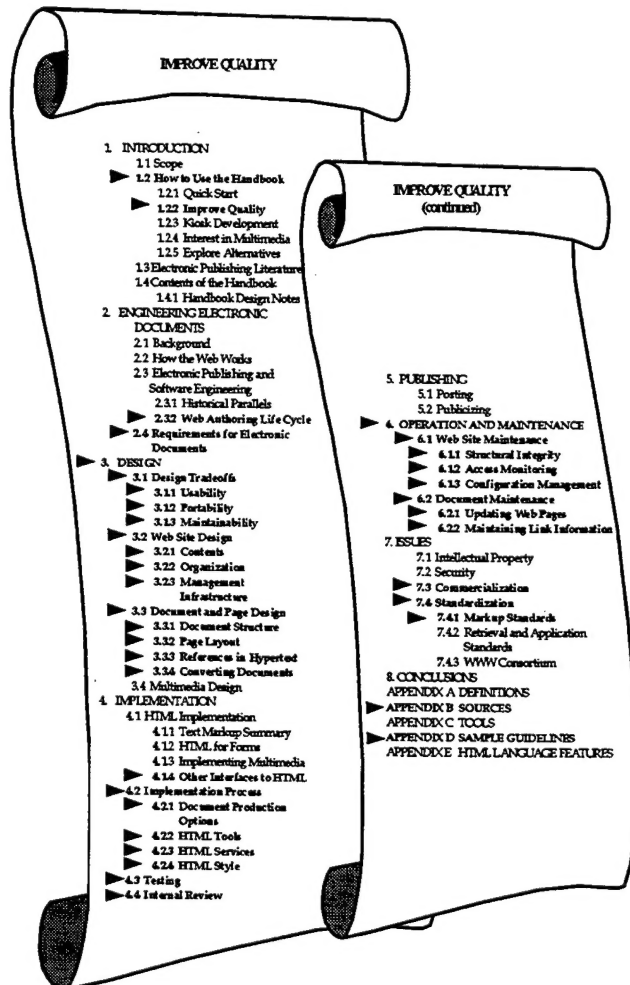 IMPROVE QUALITY
1. INTRODUCTION
1.1 Scope
1.2 How to Use the Handbook
1.2.1 Quick Start
1.2.2 Improve Quality
1.2.3 Kiosk Development
1.2.4 Interest in Multimedia
1.2.5 Explore Alternatives
1.3 Electronic Publishing Literature
1.4 Contents of the Handbook
1.4.1 Handbook Design Notes
2. ENGINEERING ELECTRONIC
DOCUMENTS
2.1 Background
2.2 How the Web Works
2.3 Electronic Publishing and
Software Engineering
2.3.1 Historical Parallels
2.3.2 Web Authoring Life Cycle
2.4 Requirements for Electronic
Documents
3. DESIGN
3.1 Design Tradeoffs
3.1.1 Usability
3.1.2 Portability
3.1.3 Maintainability
3.2 Web Site Design
3.2.1 Contents
3.2.2 Organization
3.2.3 Management
Infrastructure
3.3 Document and Page Design
3.3.1 Document Structure
3.3.2 Page Layout
3.3.3 References in Hypertext
3.3.4 Converting Documents
3.4 Multimedia Design
4. IMPLEMENTATION
4.1 HTML Implementation
4.1.1 Text Markup Summary
4.1.2 HTML for Forms
4.1.3 Implementing Multimedia
4.1.4 Other Interfaces to HTML
4.2 Implementation Process
4.2.1 Document Production
Options
4.2.2 HTML Tools
4.2.3 HTML Services
4.2.4 HTML Style
4.3 Testing
4.4 Internal Review
IMPROVE QUALITY
(continued)
5. PUBLISHING
5.1 Posting
5.2 Publicizing
6. OPERATION AND MAINTENANCE
6.1 Web Site Maintenance
6.1.1 Structural Integrity
6.1.2 Access Monitoring
6.1.3 Configuration Management
6.2 Document Maintenance
6.2.1 Updating Web Pages
6.2.2 Maintaining Link Information
7. ISSUES
7.1 Intellectual Property
7.2 Security
7.3 Commercialization
7.4 Standardization
7.4.1 Markup Standards
7.4.2 Retrieval and Application
Standards
7.4.3 WWW Consortium
8. CONCLUSIONS
APPENDIX A DEFINITIONS
APPENDIX B SOURCES
APPENDIX C TOOLS
APPENDIX D SAMPLE GUIDELINES
APPENDIX E HTML LANGUAGE FEATURES